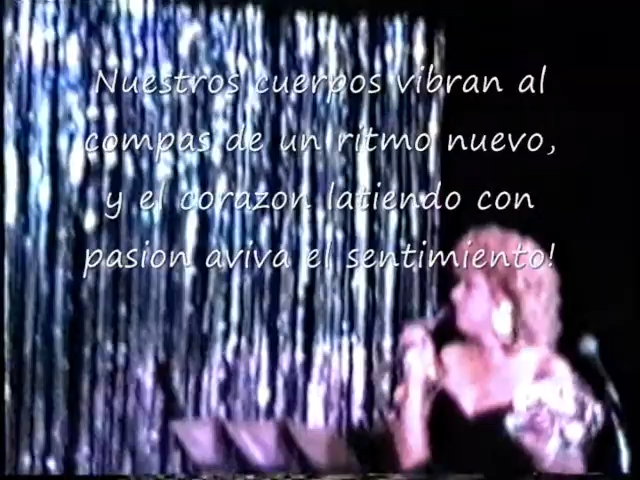 Nuestros cuerpos vibran al
compas de un ritmo nuevo,
y el corazon latiendo con
pasion aviva el sentimiento!